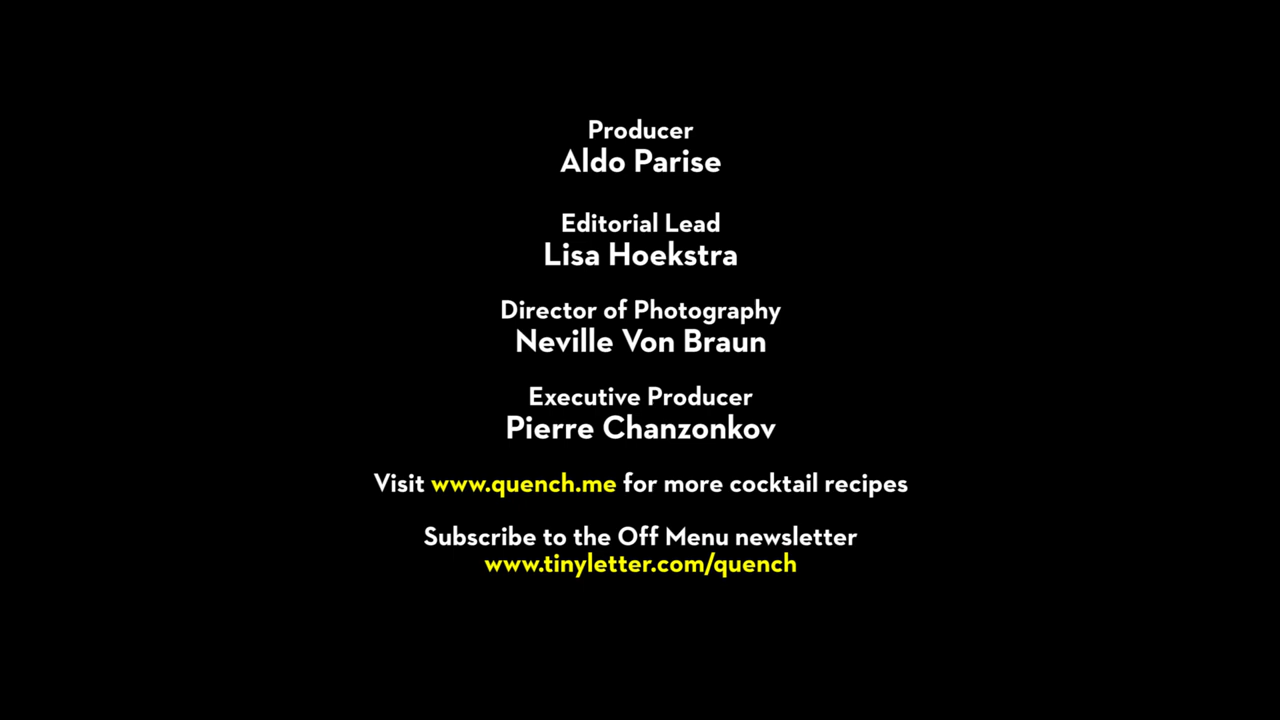 Producer
Aldo Parise
Editorial Lead
Lisa Hoekstra
Director of Photography
Neville Von Braun
Executive Producer
Pierre Chanzonkov
Visit www.quench.me for more cocktail recipes
Subscribe to the Off Menu newsletter
www.tinyletter.com/quench